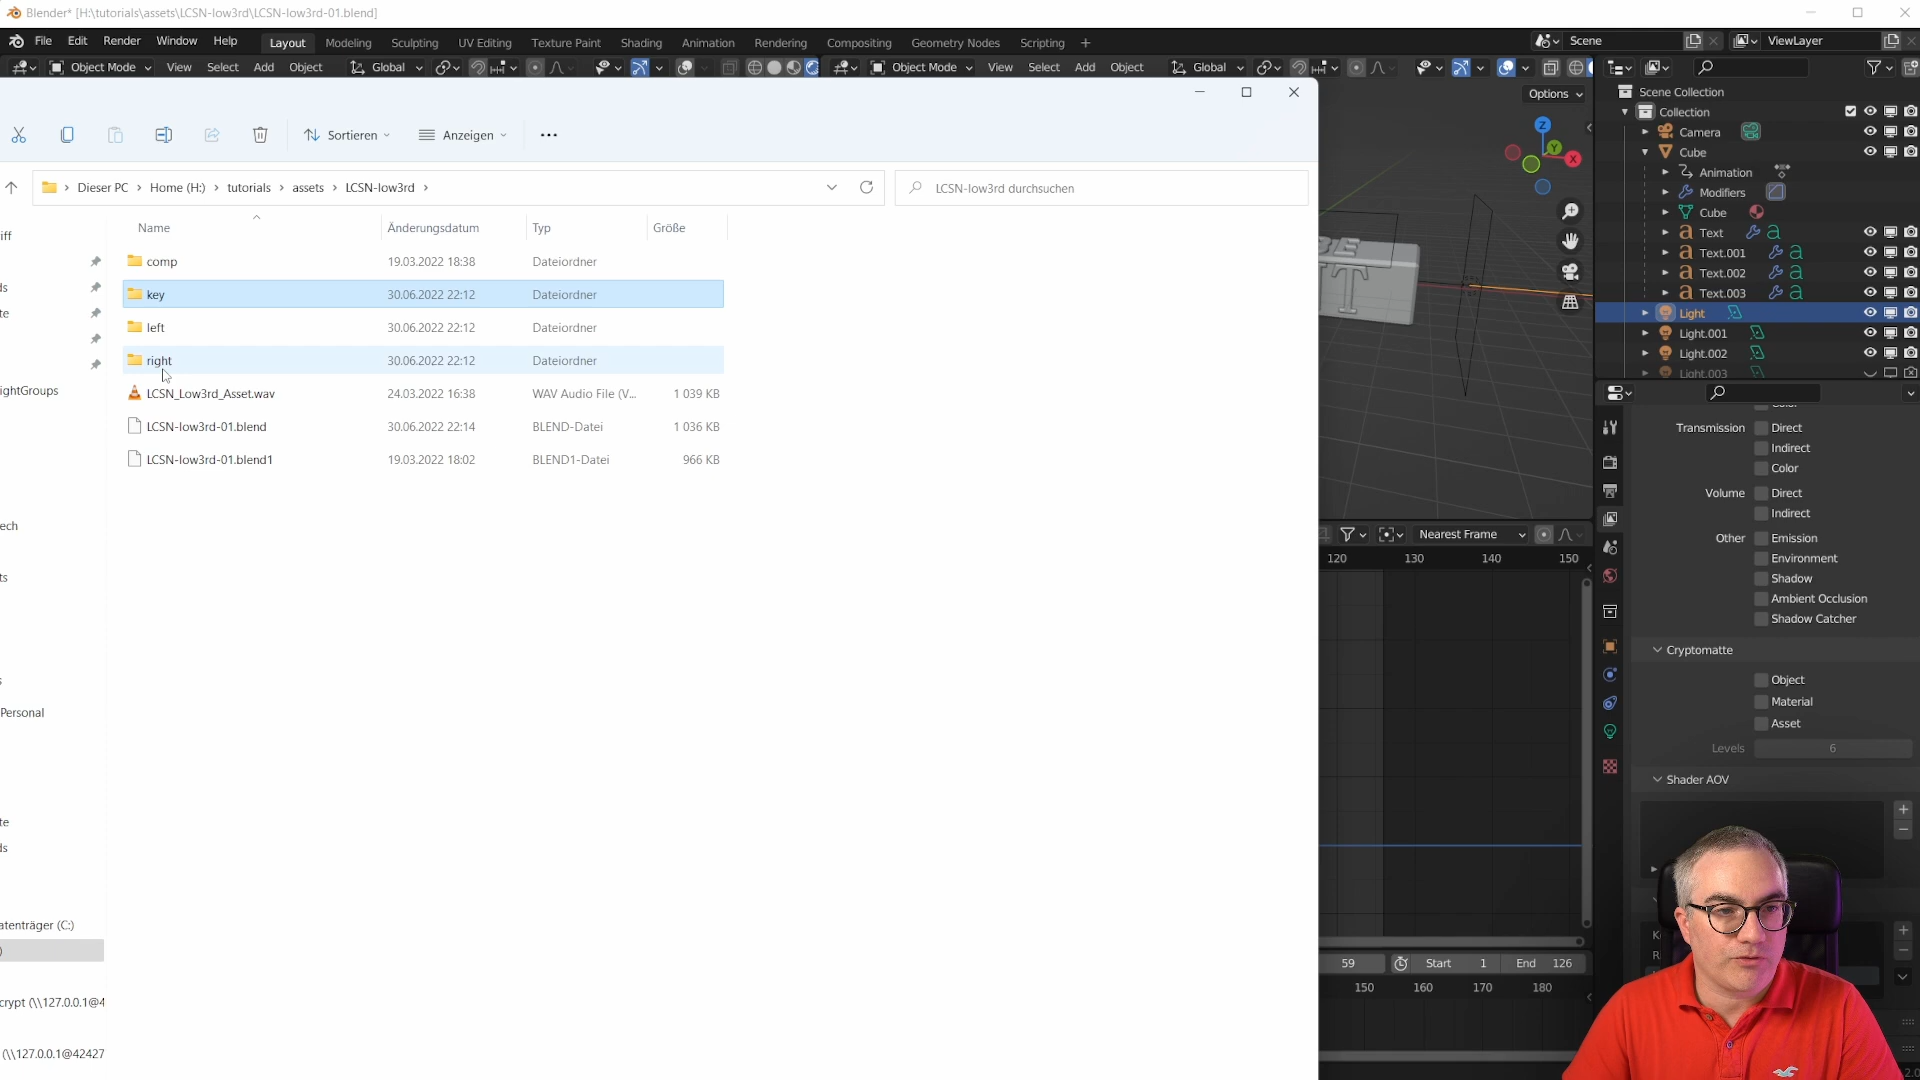 Blender* [H:\tutorials\assets\LCSN-low3rd\LCSN-low3rd-01.blend]
File Edit Render Window Help Layout Modeling Sculpting UV Editing Texture Paint Shading Animation Rendering Compositing Geometry Nodes Scripting + Scene ViewLayer
Object Mode View Select Add Object Global Object Mode View Select Add Object Global
Options
Sortieren Anzeigen
Dieser PC Home (H:) tutorials assets LCSN-low3rd
LCSN-low3rd durchsuchen
Name Änderungsdatum Typ Größe
comp 19.03.2022 18:38 Dateiordner
key 30.06.2022 22:12 Dateiordner
left 30.06.2022 22:12 Dateiordner
right 30.06.2022 22:12 Dateiordner
LCSN_Low3rd_Asset.wav 24.03.2022 16:38 WAV Audio File (V... 1 039 KB
LCSN-low3rd-01.blend 30.06.2022 22:14 BLEND-Datei 1 036 KB
LCSN-low3rd-01.blend1 19.03.2022 18:02 BLEND1-Datei 966 KB
iff
ds
te
ightGroups
ech
ts
s
Personal
te
ds
atenträger (C:)
)
crypt (\\127.0.0.1@4
(\\127.0.0.1@42427
Z
Y
X
BE
IT
Scene Collection
Collection
Camera
Cube
Animation
Modifiers
Cube
Text
Text.001
Text.002
Text.003
Light
Light.001
Light.002
Light.003
Transmission Direct
Indirect
Color
Volume Direct
Indirect
Other Emission
Environment
Shadow
Ambient Occlusion
Shadow Catcher
Cryptomatte
Object
Material
Asset
Levels 6
Shader AOV
Nearest Frame
120 130 140 150
59 Start 1 End 126
150 160 170 180